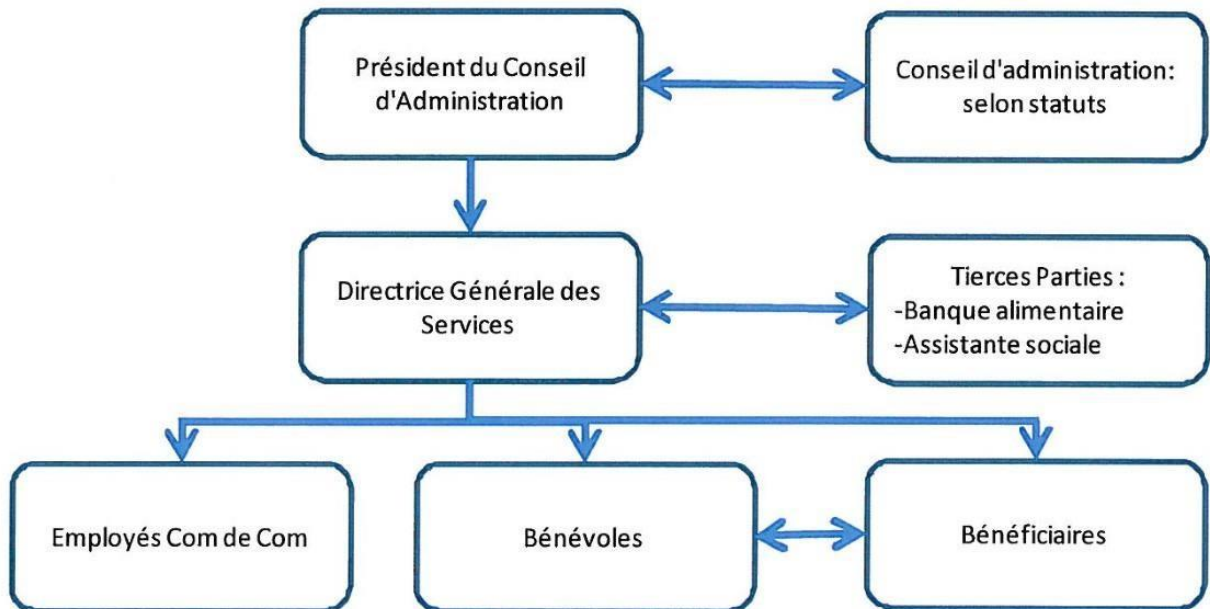 Président du Conseil
d'Administration
Conseil d'administration:
selon statuts
Directrice Générale des
Services
Tierces Parties :
-Banque alimentaire
-Assistante sociale
Employés Com de Com
Bénévoles
Bénéficiaires